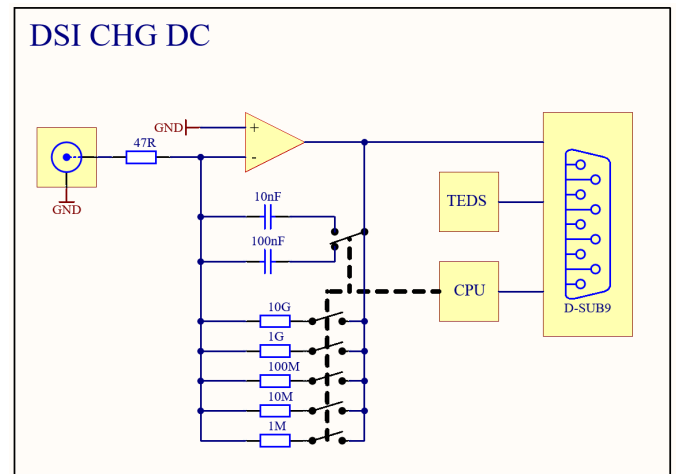 DSI CHG DC
GND
+
47R
-
GND
10nF
TEDS
100nF
CPU
10G
D-SUB9
1G
100M
10M
1M